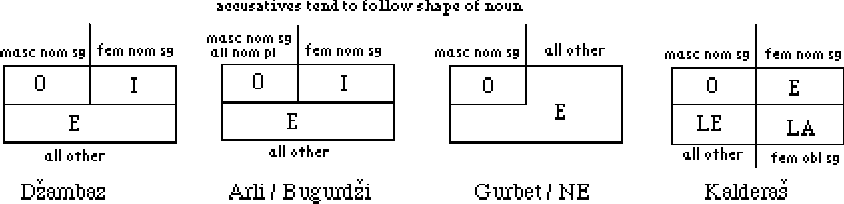 accusatives tend to follow shape of noun
masc nom sg fem nom sg
O I
E
all other
Džambaz
masc nom sg
all nom pl fem nom sg
O I
E
all other
Arli / Bugurdži
masc nom sg all other
O
E
Gurbet / NE
masc nom sg fem nom sg
O E
LE LA
all other fem obl sg
Kalderaš